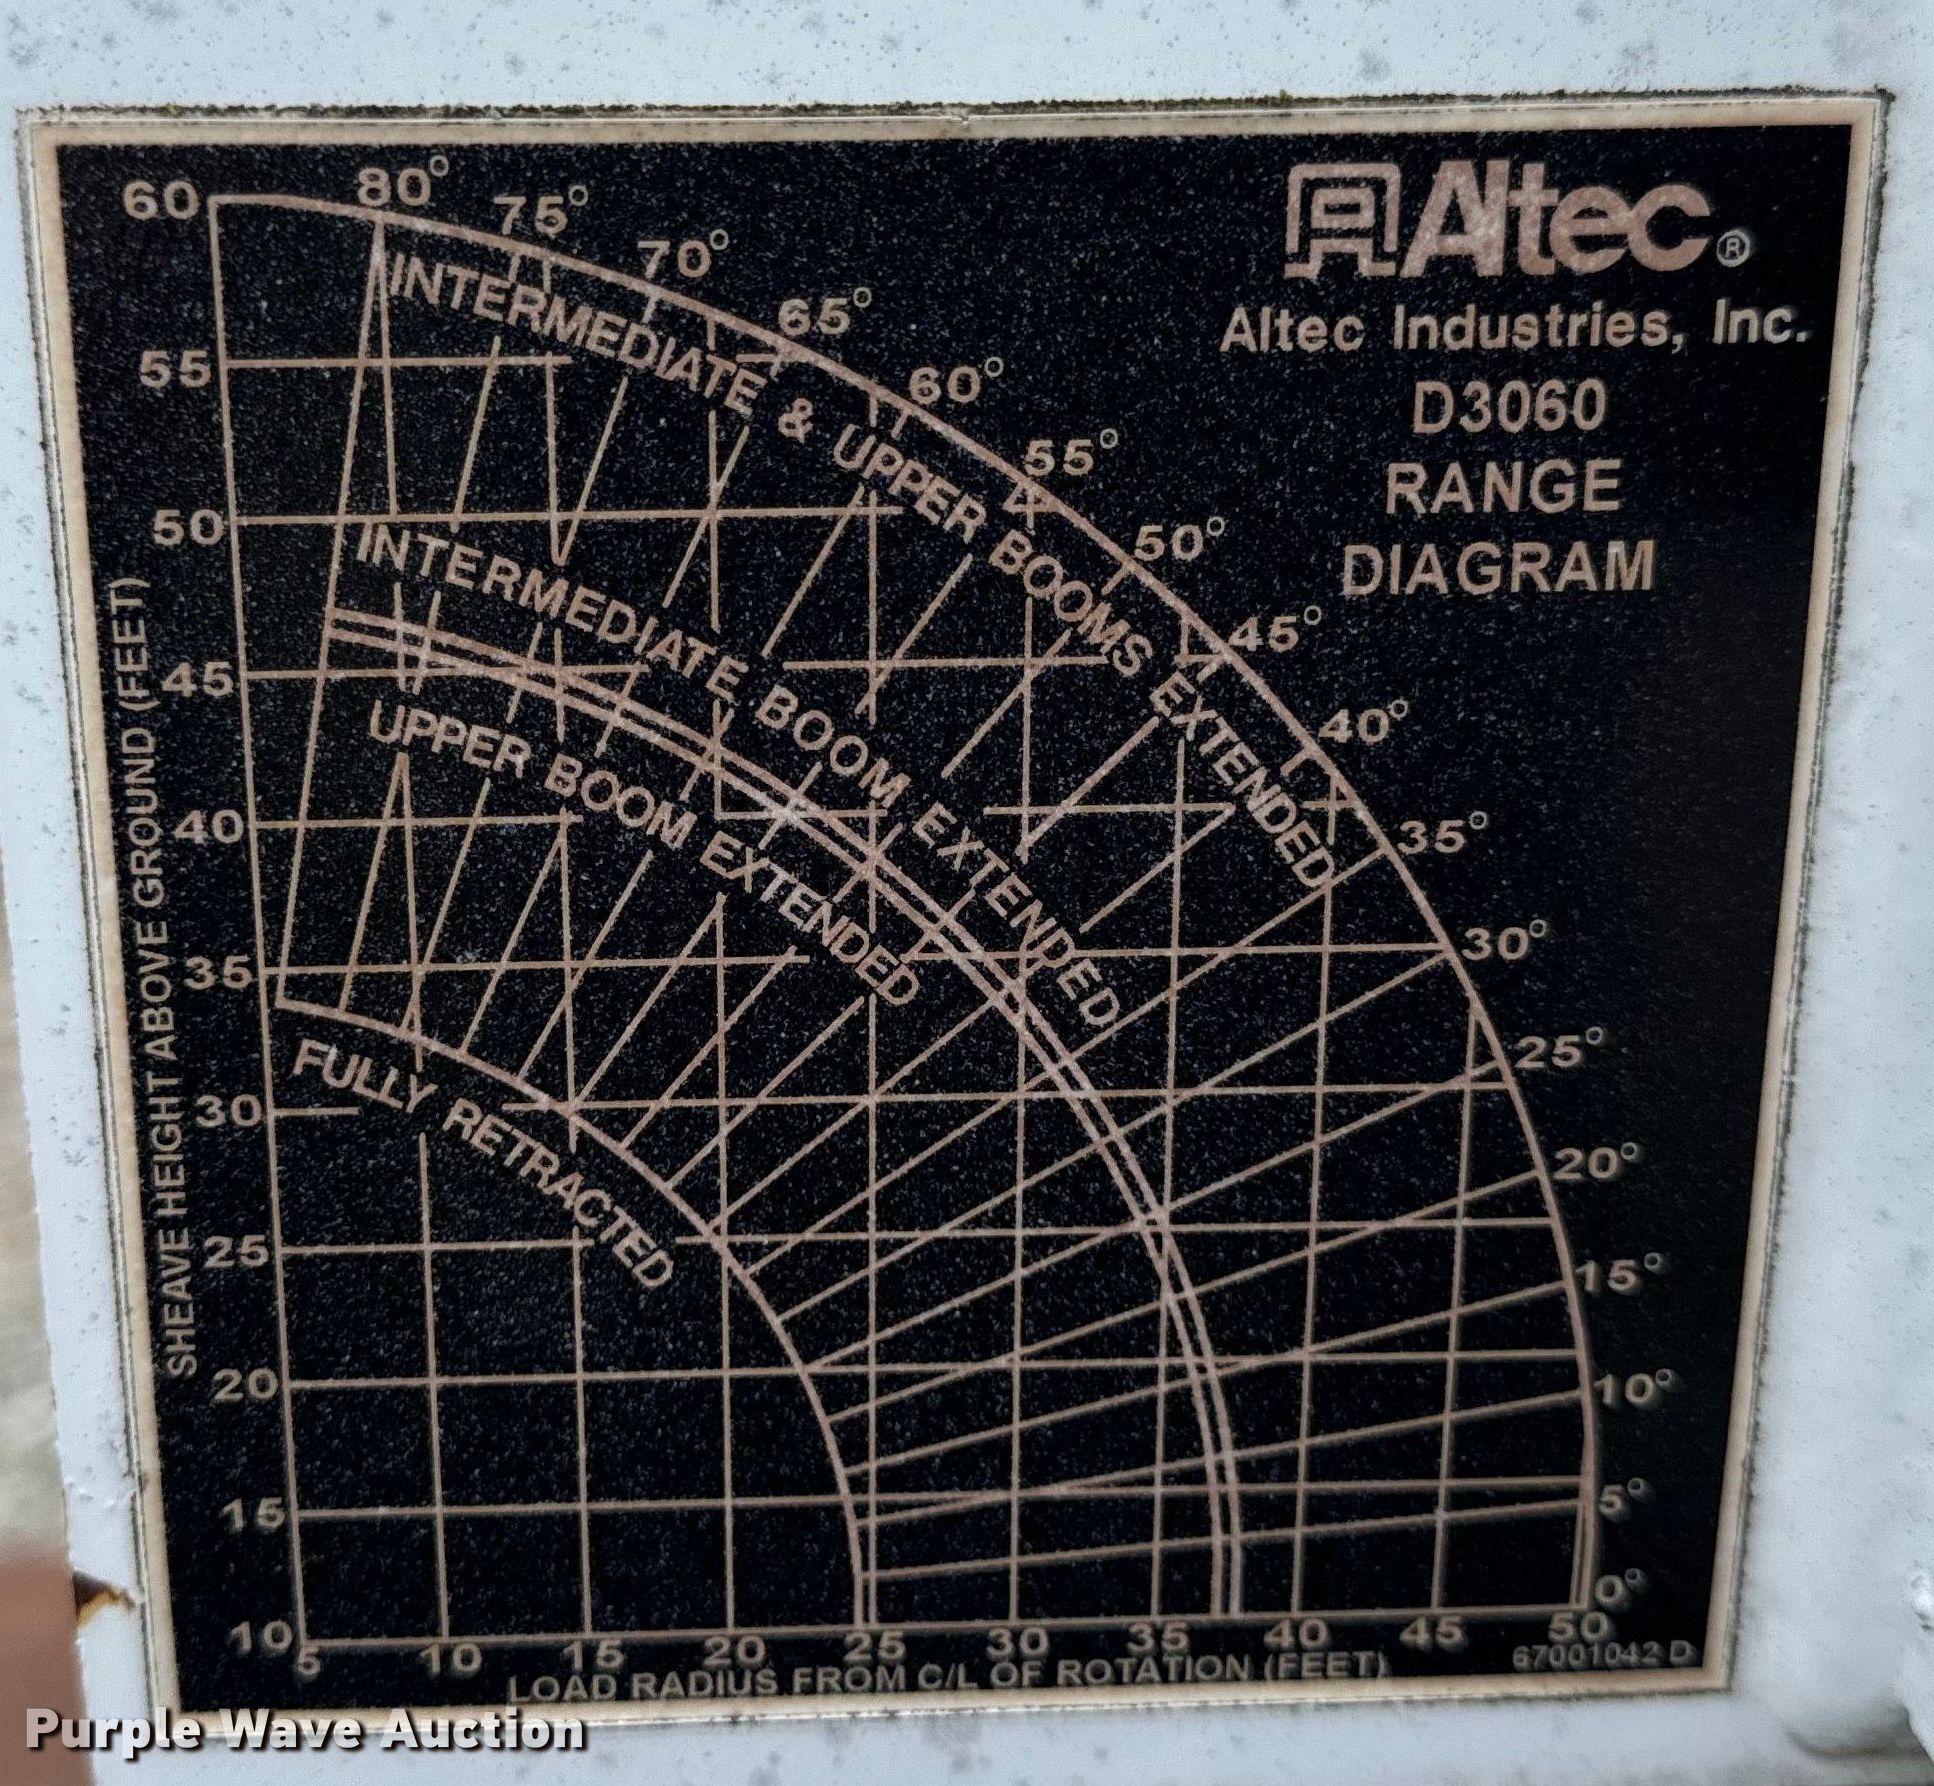 Altec®
Altec Industries, Inc.
D3060
RANGE
DIAGRAM
80°
75°
70°
65°
60°
55°
50°
45°
40°
35°
30°
25°
20°
15°
10°
5°
0°
INTERMEDIATE & UPPER BOOMS EXTENDED
INTERMEDIATE BOOM EXTENDED
UPPER BOOM EXTENDED
FULLY RETRACTED
SHEAVE HEIGHT ABOVE GROUND (FEET)
60
55
50
45
40
35
30
25
20
15
10
5 10 15 20 25 30 35 40 45 50
LOAD RADIUS FROM C/L OF ROTATION (FEET)
67001042 D
Purple Wave Auction